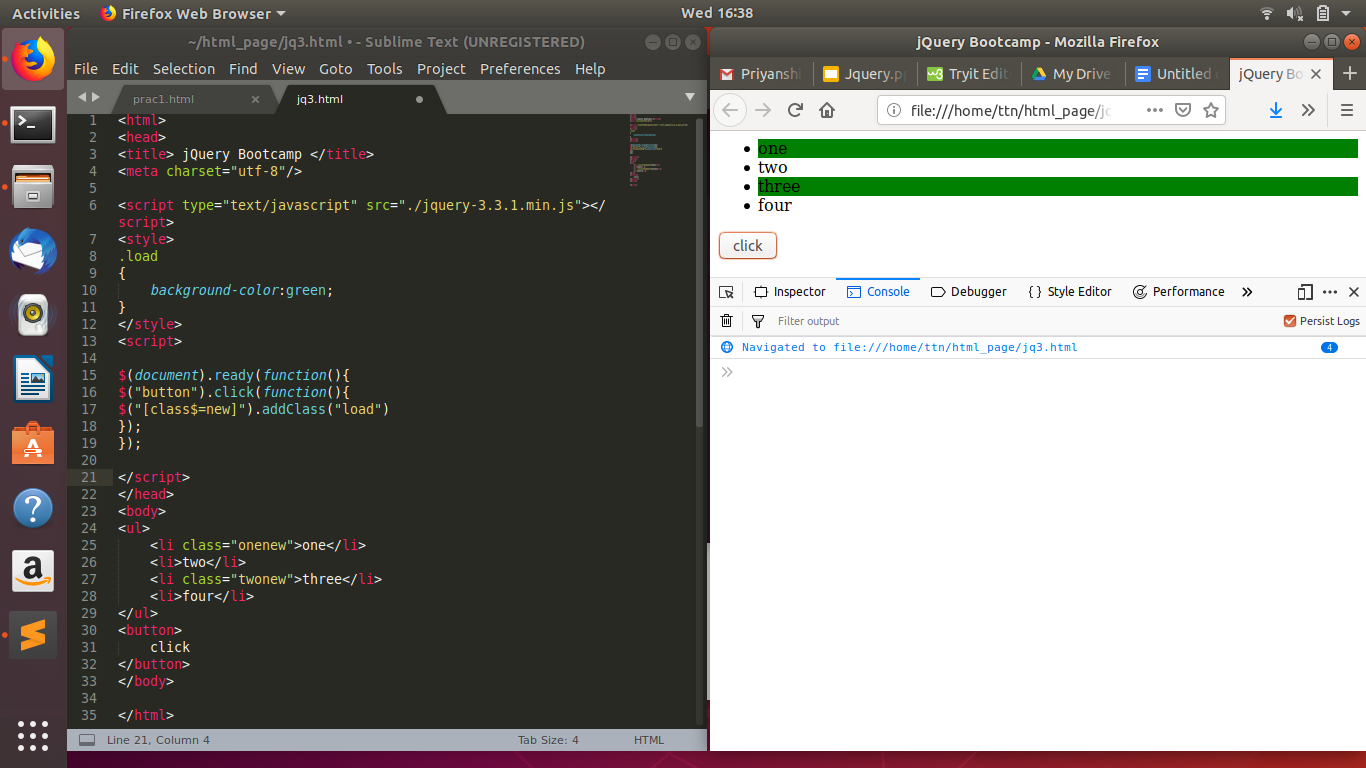 Activities
Firefox Web Browser
Wed 16:38
~/html_page/jq3.html • - Sublime Text (UNREGISTERED)
File Edit Selection Find View Goto Tools Project Preferences Help
prac1.html
jq3.html
1 <html>
2 <head>
3 <title> jQuery Bootcamp </title>
4 <meta charset="utf-8"/>
5
6 <script type="text/javascript" src="./jquery-3.3.1.min.js"></
script>
7 <style>
8 .load
9 {
10 background-color:green;
11 }
12 </style>
13 <script>
14
15 $(document).ready(function(){
16 $("button").click(function(){
17 $("[class$=new]").addClass("load")
18 });
19 });
20
21 </script>
22 </head>
23 <body>
24 <ul>
25 <li class="onenew">one</li>
26 <li>two</li>
27 <li class="twonew">three</li>
28 <li>four</li>
29 </ul>
30 <button>
31 click
32 </button>
33 </body>
34
35 </html>
Line 21, Column 4
Tab Size: 4
HTML
jQuery Bootcamp - Mozilla Firefox
Priyanshi
Jquery.p
Tryit Edit
My Drive
Untitled
jQuery Bo
file:///home/ttn/html_page/jq
• one
• two
• three
• four
click
Inspector Console Debugger { } Style Editor Performance
Filter output
Persist Logs
Navigated to file:///home/ttn/html_page/jq3.html
4
»